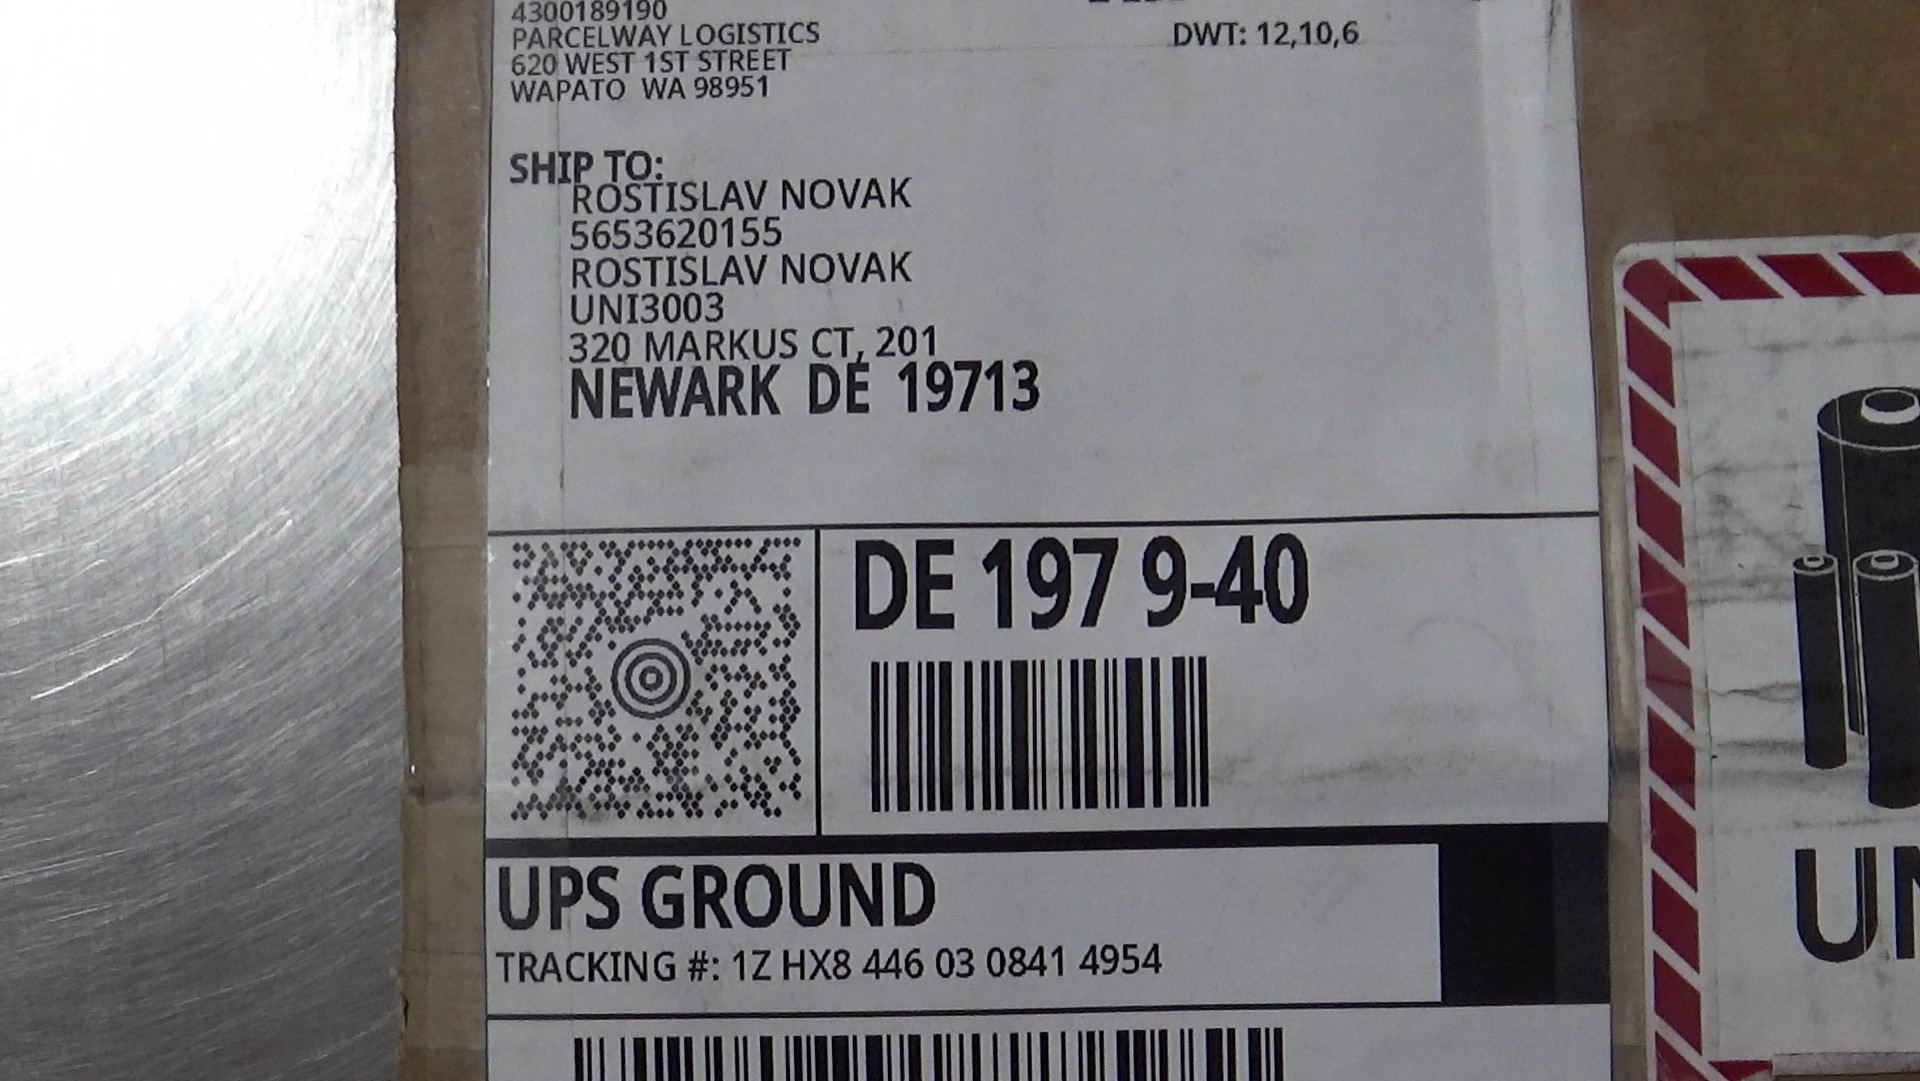 4300189190
PARCELWAY LOGISTICS
620 WEST 1ST STREET
WAPATO WA 98951
DWT: 12,10,6
SHIP TO:
ROSTISLAV NOVAK
5653620155
ROSTISLAV NOVAK
UNI3003
320 MARKUS CT, 201
NEWARK DE 19713
DE 197 9-40
UPS GROUND
TRACKING #: 1Z HX8 446 03 0841 4954